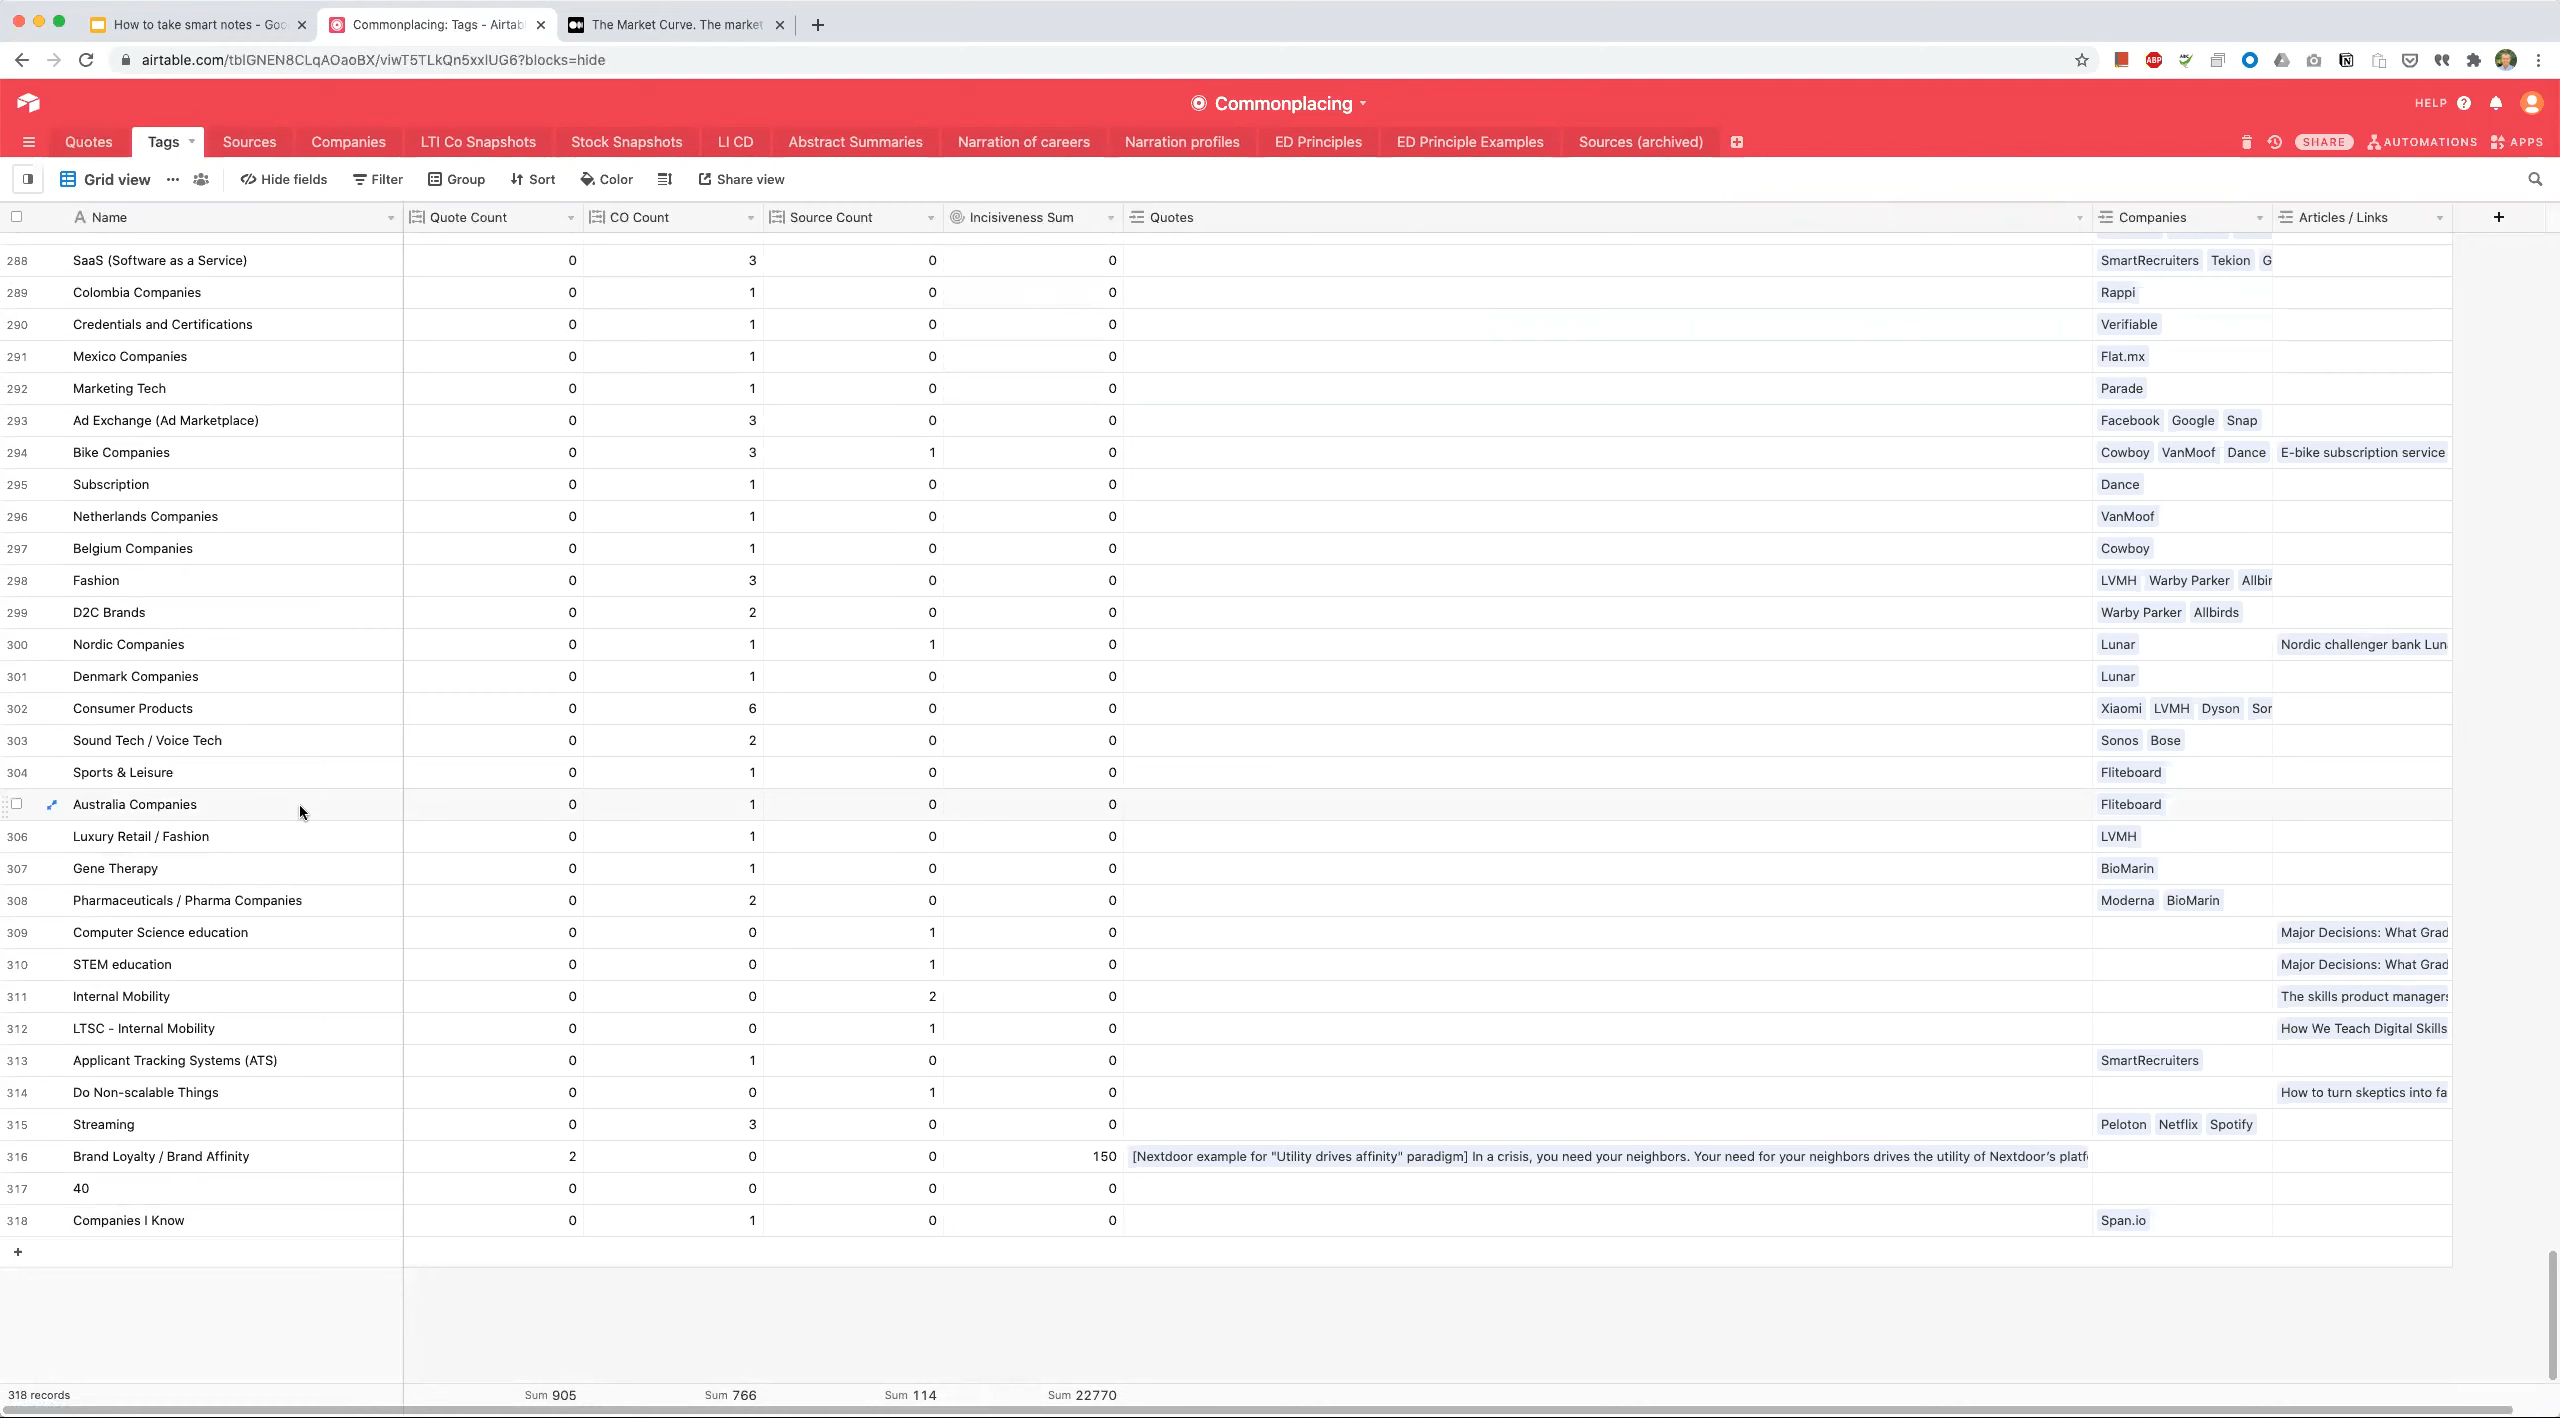 How to take smart notes - Goo
Commonplacing: Tags - Airtab
The Market Curve. The market
airtable.com/tblGNEN8CLqAOaoBX/viwT5TLkQn5xxlUG6?blocks=hide
Commonplacing
HELP
Quotes Tags Sources Companies LTI Co Snapshots Stock Snapshots LI CD Abstract Summaries Narration of careers Narration profiles ED Principles ED Principle Examples Sources (archived) SHARE AUTOMATIONS APPS
Grid view Hide fields Filter Group Sort Color Share view
Name Quote Count CO Count Source Count Incisiveness Sum Quotes Companies Articles / Links
288 SaaS (Software as a Service) 0 3 0 0 SmartRecruiters Tekion G
289 Colombia Companies 0 1 0 0 Rappi
290 Credentials and Certifications 0 1 0 0 Verifiable
291 Mexico Companies 0 1 0 0 Flat.mx
292 Marketing Tech 0 1 0 0 Parade
293 Ad Exchange (Ad Marketplace) 0 3 0 0 Facebook Google Snap
294 Bike Companies 0 3 1 0 Cowboy VanMoof Dance E-bike subscription service
295 Subscription 0 1 0 0 Dance
296 Netherlands Companies 0 1 0 0 VanMoof
297 Belgium Companies 0 1 0 0 Cowboy
298 Fashion 0 3 0 0 LVMH Warby Parker Allbir
299 D2C Brands 0 2 0 0 Warby Parker Allbirds
300 Nordic Companies 0 1 1 0 Lunar Nordic challenger bank Lun
301 Denmark Companies 0 1 0 0 Lunar
302 Consumer Products 0 6 0 0 Xiaomi LVMH Dyson Sor
303 Sound Tech / Voice Tech 0 2 0 0 Sonos Bose
304 Sports & Leisure 0 1 0 0 Fliteboard
Australia Companies 0 1 0 0 Fliteboard
306 Luxury Retail / Fashion 0 1 0 0 LVMH
307 Gene Therapy 0 1 0 0 BioMarin
308 Pharmaceuticals / Pharma Companies 0 2 0 0 Moderna BioMarin
309 Computer Science education 0 0 1 0 Major Decisions: What Grad
310 STEM education 0 0 1 0 Major Decisions: What Grad
311 Internal Mobility 0 0 2 0 The skills product managers
312 LTSC - Internal Mobility 0 0 1 0 How We Teach Digital Skills
313 Applicant Tracking Systems (ATS) 0 1 0 0 SmartRecruiters
314 Do Non-scalable Things 0 0 1 0 How to turn skeptics into fa
315 Streaming 0 3 0 0 Peloton Netflix Spotify
316 Brand Loyalty / Brand Affinity 2 0 0 150 [Nextdoor example for "Utility drives affinity" paradigm] In a crisis, you need your neighbors. Your need for your neighbors drives the utility of Nextdoor's platf
317 40 0 0 0 0
318 Companies I Know 0 1 0 0 Span.io
+
318 records Sum 905 Sum 766 Sum 114 Sum 22770